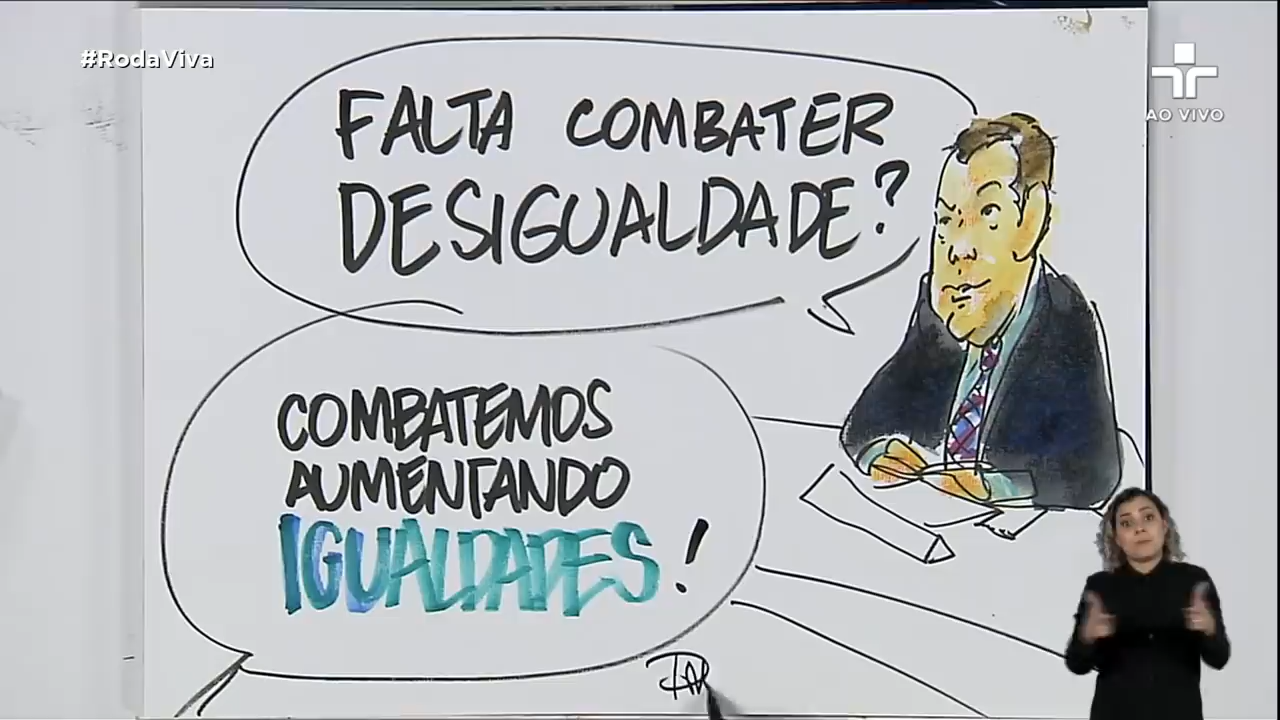 #RodaViva
AO VIVO
FALTA COMBATER
DESIGUALDADE?
COMBATEMOS
AUMENTANDO
IGUALDADES!